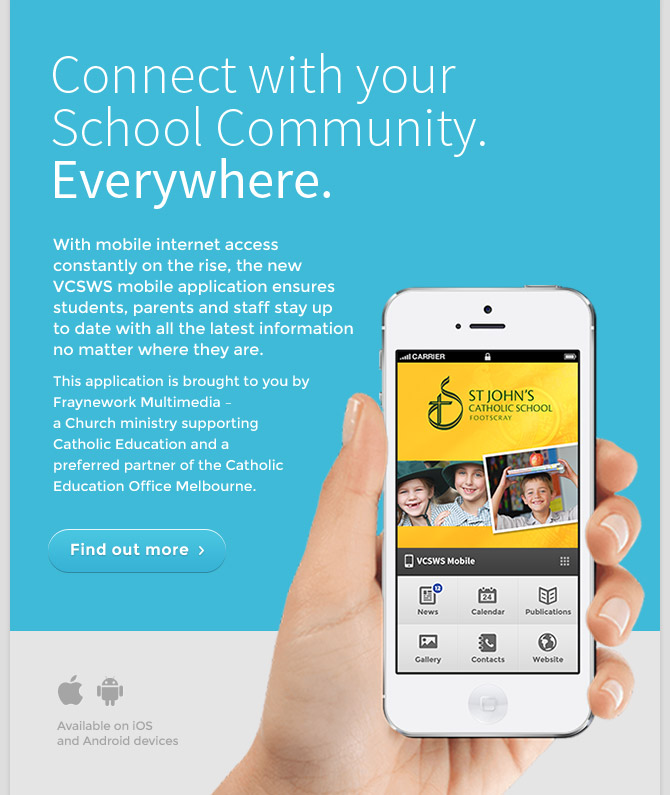 Connect with your
School Community.
Everywhere.
With mobile internet access
constantly on the rise, the new
VCSWS mobile application ensures
students, parents and staff stay up
to date with all the latest information
no matter where they are.
This application is brought to you by
Fraynework Multimedia –
a Church ministry supporting
Catholic Education and a
preferred partner of the Catholic
Education Office Melbourne.
Find out more ›
CARRIER
ST JOHN'S
CATHOLIC SCHOOL
FOOTSCRAY
VCSWS Mobile
12
24
News Calendar Publications
Gallery Contacts Website
Available on iOS
and Android devices